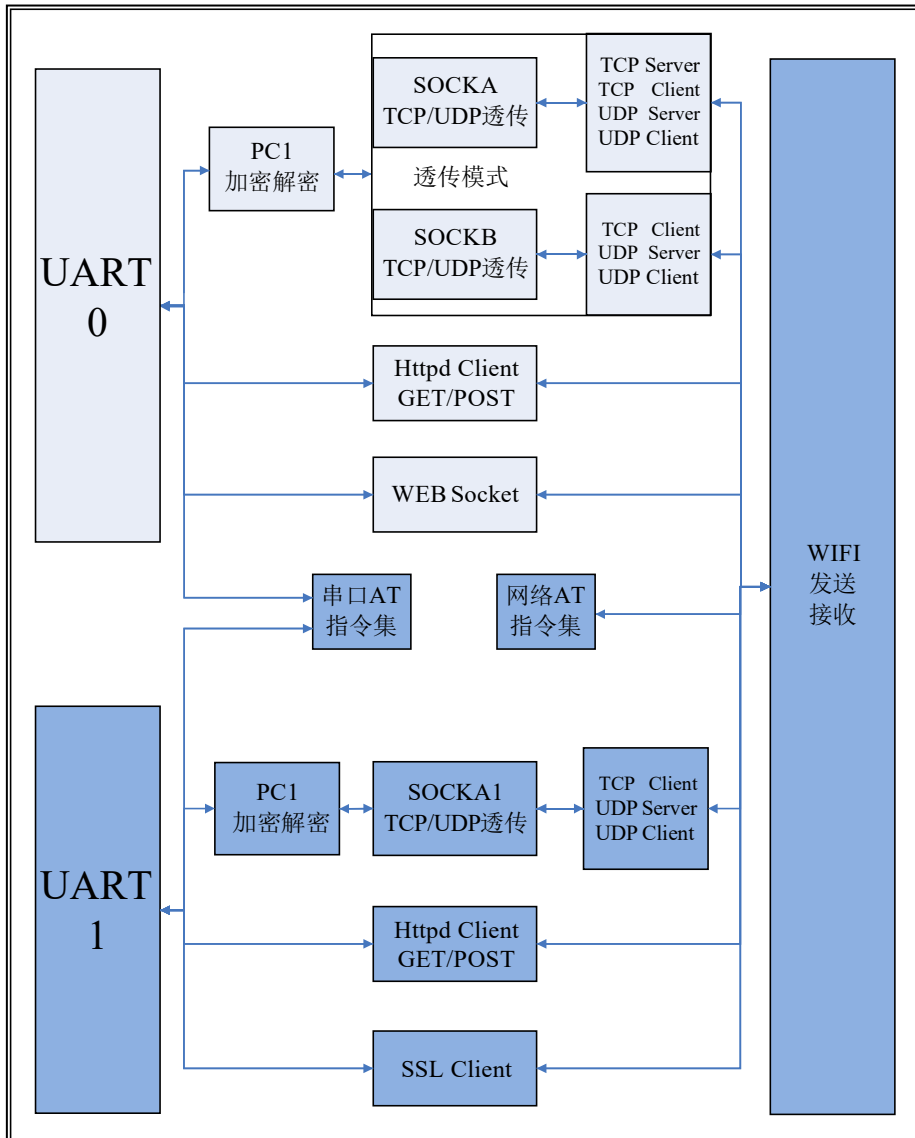 SOCKA
TCP/UDP透传
TCP Server
TCP Client
UDP Server
UDP Client
PC1
加密解密
透传模式
SOCKB
TCP/UDP透传
TCP Client
UDP Server
UDP Client
UART
0
Httpd Client
GET/POST
WEB Socket
WIFI
发送
接收
串口AT
指令集
网络AT
指令集
PC1
加密解密
SOCKA1
TCP/UDP透传
TCP Client
UDP Server
UDP Client
UART
1
Httpd Client
GET/POST
SSL Client